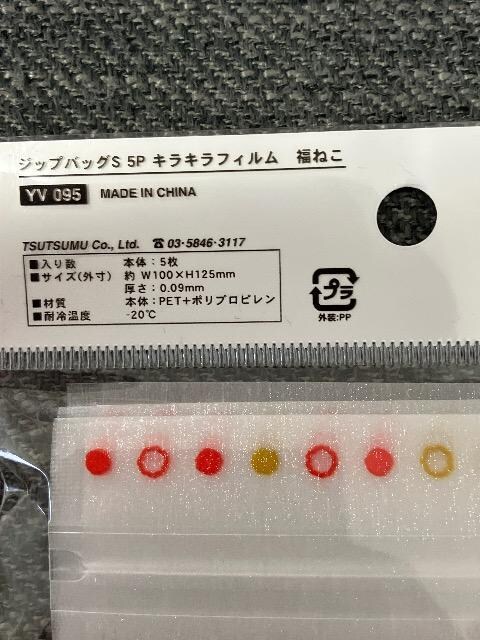 ジップバッグS 5P キラキラフィルム 福ねこ
YV 095 MADE IN CHINA
TSUTSUMU Co., Ltd. ☎03-5846-3117
■入り数 本体：5枚
■サイズ(外寸) 約 W100×H125mm
厚さ：0.09mm
■材質 本体：PET+ポリプロピレン
■耐冷温度 -20℃
プラ
外装:PP